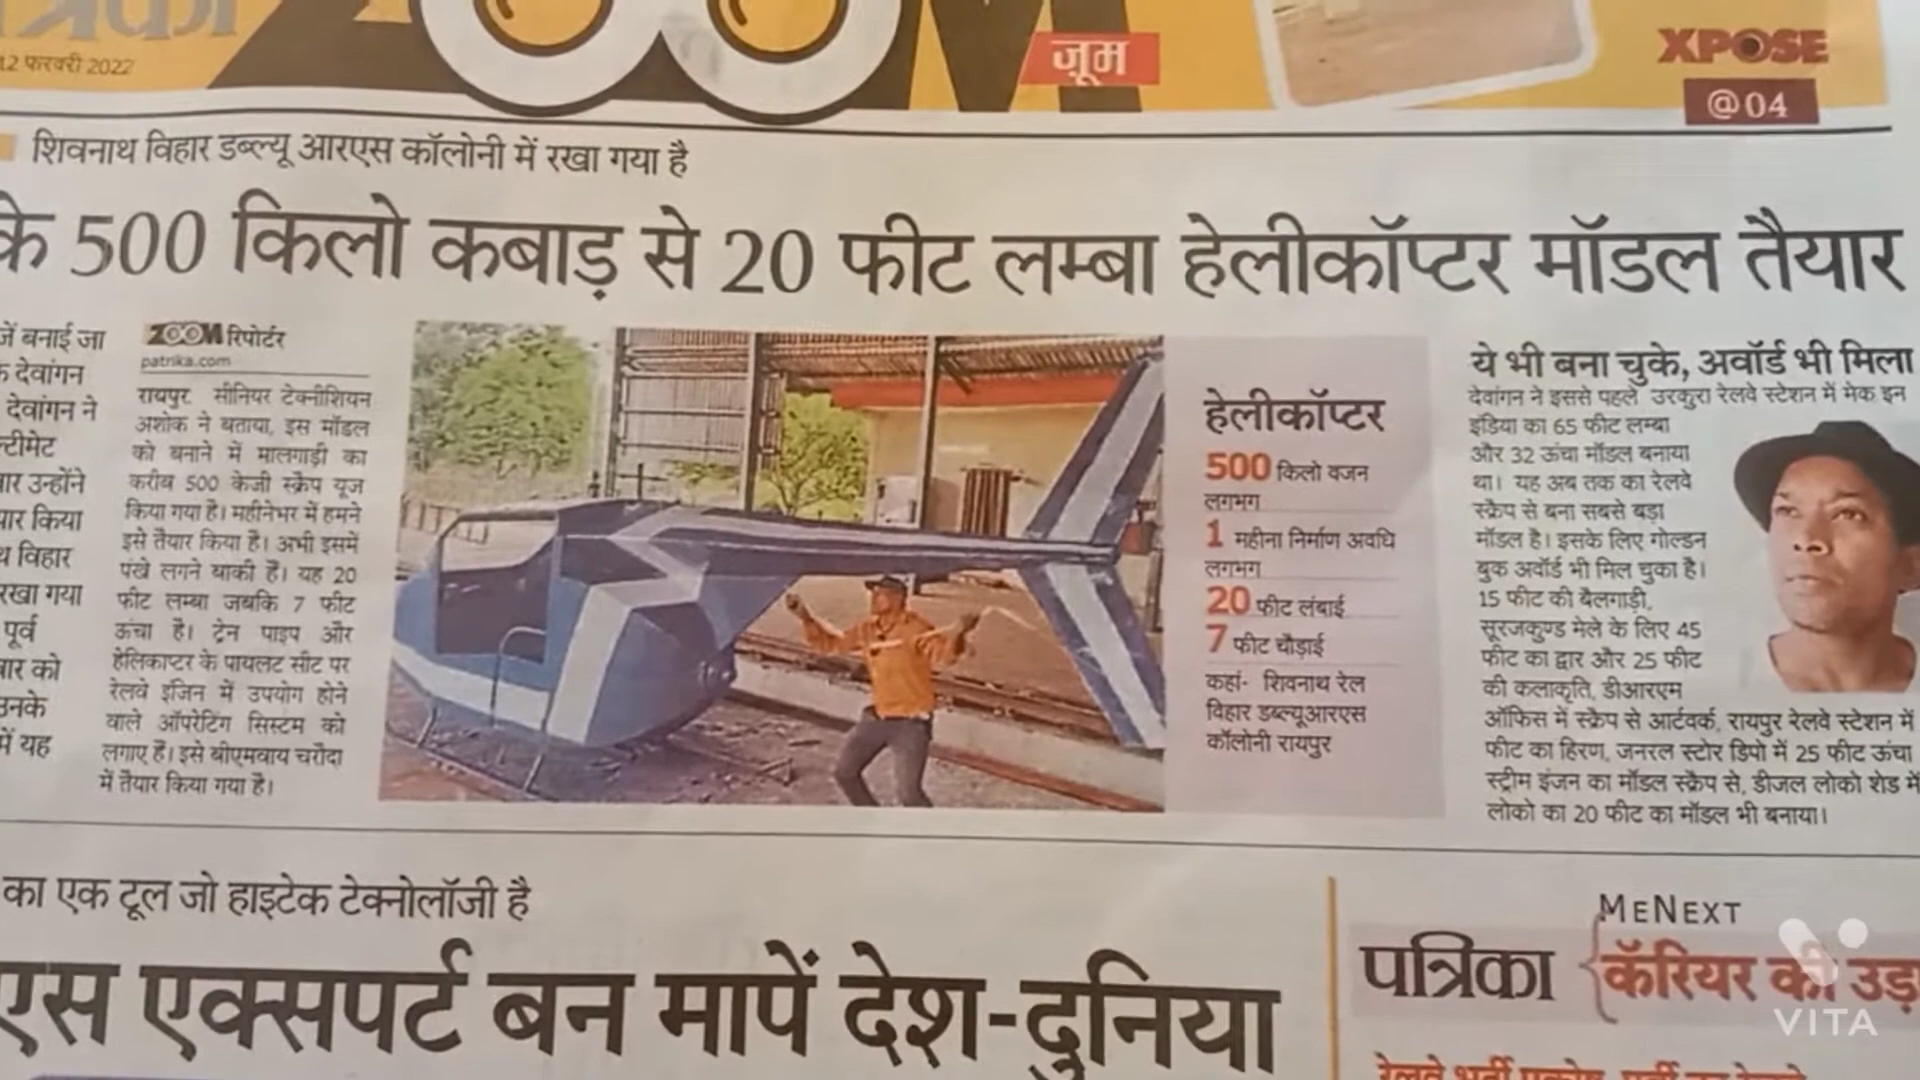 12 फरवरी 2022
ZOOM
ज़ूम
XPOSE
@04
शिवनाथ विहार डब्ल्यू आरएस कॉलोनी में रखा गया है
के 500 किलो कबाड़ से 20 फीट लम्बा हेलीकॉप्टर मॉडल तैयार
बनाई जा
देवांगन
देवांगन ने
उन्होंने
किया
विहार
रखा गया
पूर्व
को
उनके
में यह
ZOOM रिपोर्टर
patrika.com
रायपुर. सीनियर टेक्नीशियन
अशोक ने बताया, इस मॉडल
को बनाने में मालगाड़ी का
करीब 500 केजी स्क्रैप यूज
किया गया है। महीनेभर में हमने
इसे तैयार किया है। अभी इसमें
पंखे लगने बाकी हैं। यह 20
फीट लम्बा जबकि 7 फीट
ऊंचा है। ट्रेन पाइप और
हेलिकाप्टर के पायलट सीट पर
रेलवे इंजिन में उपयोग होने
वाले ऑपरेटिंग सिस्टम को
लगाए हैं। इसे बीएमवाय चरौदा
में तैयार किया गया है।
हेलीकॉप्टर
500 किलो वजन
लगभग
1 महीना निर्माण अवधि
लगभग
20 फीट लंबाई
7 फीट चौड़ाई
कहां- शिवनाथ रेल
विहार डब्ल्यूआरएस
कॉलोनी रायपुर
ये भी बना चुके, अवॉर्ड भी मिला
देवांगन ने इससे पहले उरकुरा रेलवे स्टेशन में मेक इन
इंडिया का 65 फीट लम्बा
और 32 ऊंचा मॉडल बनाया
था। यह अब तक का रेलवे
स्क्रैप से बना सबसे बड़ा
मॉडल है। इसके लिए गोल्डन
बुक अवॉर्ड भी मिल चुका है।
15 फीट की बैलगाड़ी,
सूरजकुण्ड मेले के लिए 45
फीट का द्वार और 25 फीट
की कलाकृति, डीआरएम
ऑफिस में स्क्रैप से आर्टवर्क, रायपुर रेलवे स्टेशन में
फीट का हिरण, जनरल स्टोर डिपो में 25 फीट ऊंचा
स्ट्रीम इंजन का मॉडल स्क्रैप से, डीजल लोको शेड में
लोको का 20 फीट का मॉडल भी बनाया।
का एक टूल जो हाइटेक टेक्नोलॉजी है
एस एक्सपर्ट बन मापें देश-दुनिया
MENEXT
पत्रिका
कॅरियर की
VITA